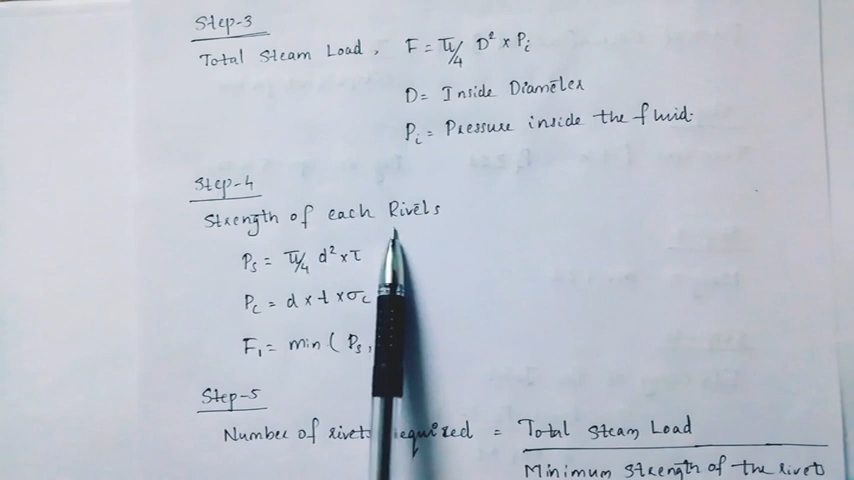 Step-3
Total Steam Load, F = π/4 D² × Pi
D = Inside Diameter
Pi = Pressure inside the fluid.
Step-4
Strength of each Rivets
Ps = π/4 d² × τ
Pc = d × t × σc
F1 = min ( Ps,
Step-5
Number of rivets required = Total Steam Load
Minimum Strength of the rivet